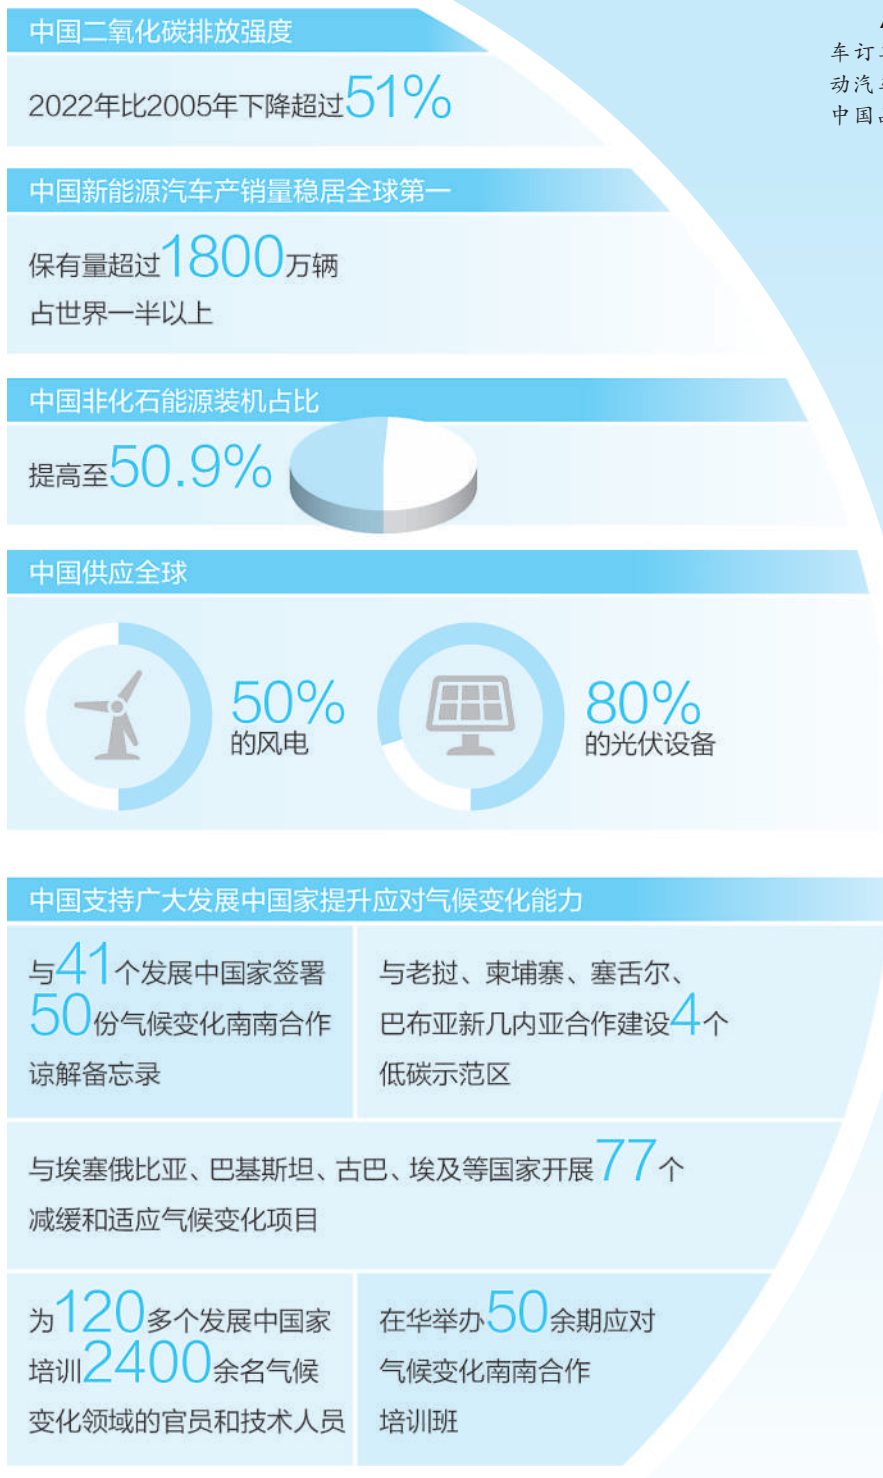 中国二氧化碳排放强度
2022年比2005年下降超过51%
中国新能源汽车产销量稳居全球第一
保有量超过1800万辆
占世界一半以上
中国非化石能源装机占比
提高至50.9%
中国供应全球
50%
的风电
80%
的光伏设备
中国支持广大发展中国家提升应对气候变化能力
与41个发展中国家签署
50份气候变化南南合作
谅解备忘录
与老挝、柬埔寨、塞舌尔、
巴布亚新几内亚合作建设4个
低碳示范区
与埃塞俄比亚、巴基斯坦、古巴、埃及等国家开展77个
减缓和适应气候变化项目
为120多个发展中国家
培训2400余名气候
变化领域的官员和技术人员
在华举办50余期应对
气候变化南南合作
培训班
车订
动汽
中国